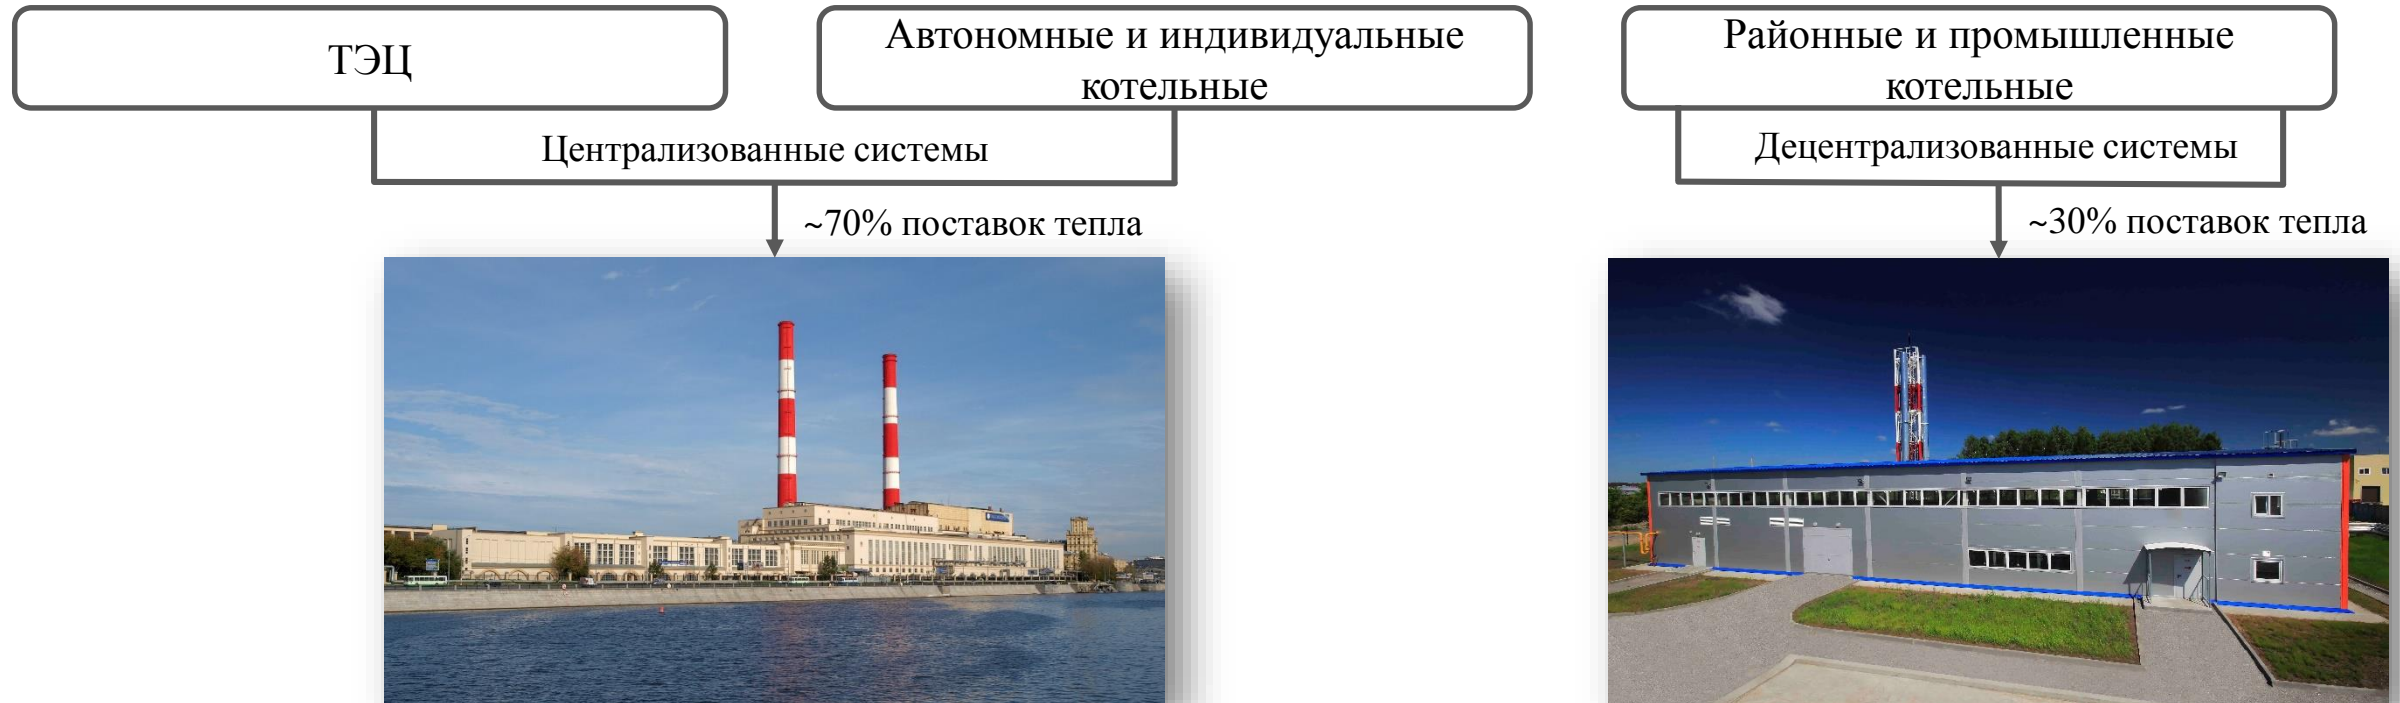 ТЭЦ
Автономные и индивидуальные
котельные
Районные и промышленные
котельные
Централизованные системы
Децентрализованные системы
~70% поставок тепла
~30% поставок тепла